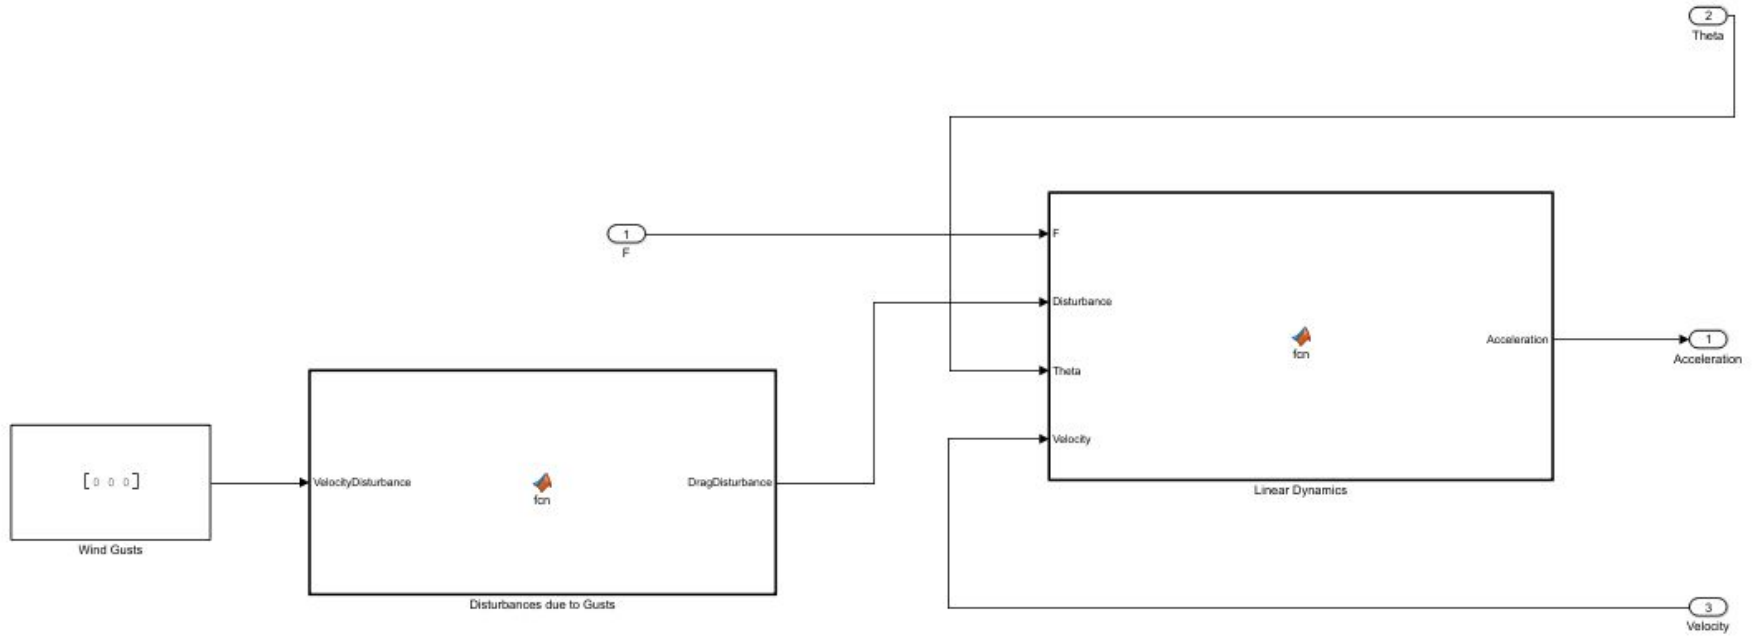 2
Theta
1
F
F
Disturbance
Theta
Velocity
fcn
Acceleration
Linear Dynamics
1
Acceleration
[0 0 0]
Wind Gusts
VelocityDisturbance
fcn
DragDisturbance
Disturbances due to Gusts
3
Velocity